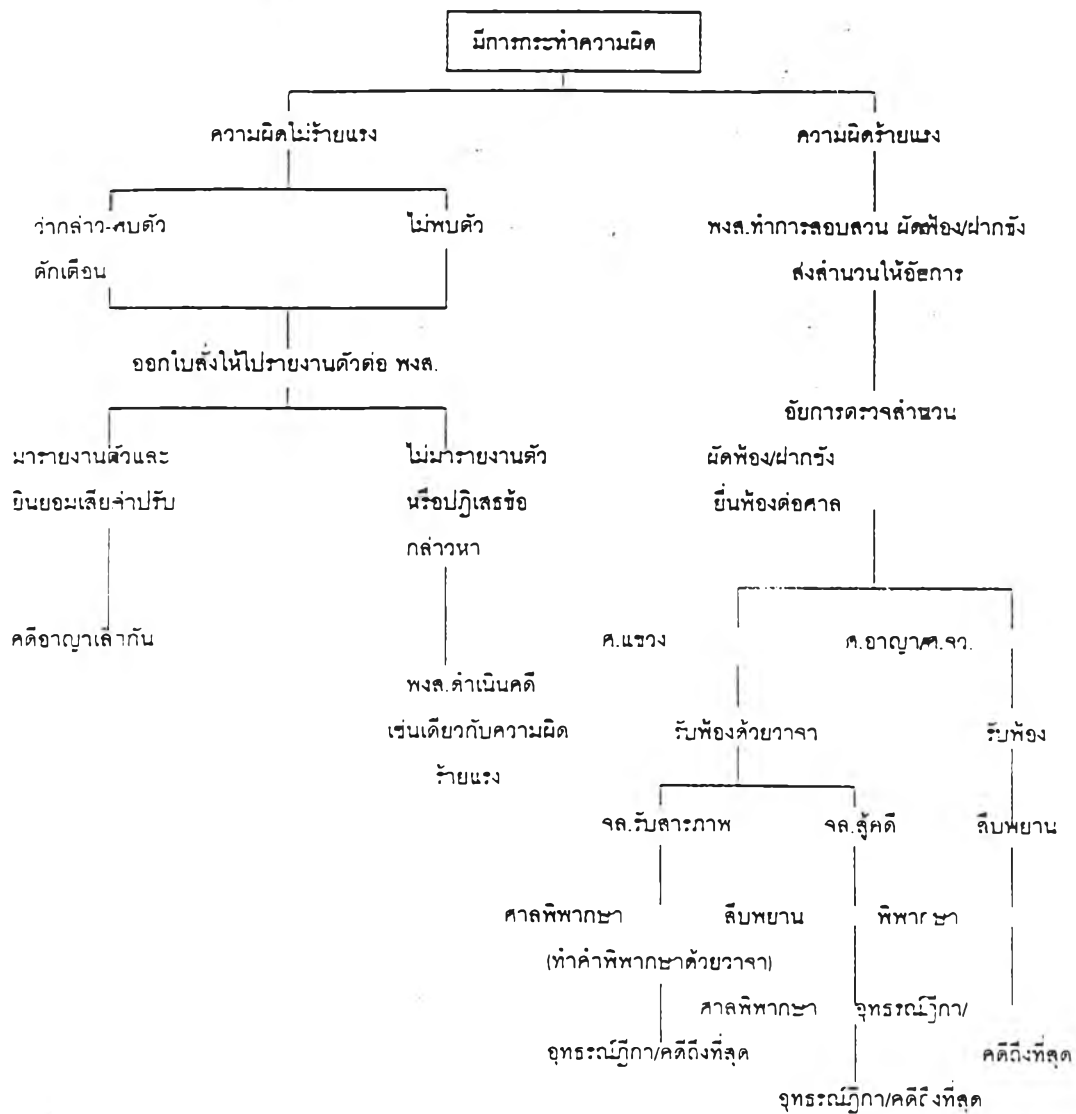 มีการกระทำความผิด
ความผิดไม่ร้ายแรง
ความผิดร้ายแรง
ว่ากล่าว-พบตัว
ตักเตือน
ไม่พบตัว
พงส.ทำการสอบสวน ผัดฟ้อง/ฝากขัง
ส่งสำนวนให้อัยการ
ออกใบสั่งให้ไปรายงานตัวต่อ พงส.
อัยการตรวจสำนวน
ผัดฟ้อง/ฝากขัง
ยื่นฟ้องต่อศาล
มารายงานตัวและ
ยินยอมเสียค่าปรับ
ไม่มารายงานตัว
หรือปฏิเสธข้อ
กล่าวหา
คดีอาญาเลิกกัน
พงส.ดำเนินคดี
เช่นเดียวกับความผิด
ร้ายแรง
ศ.แขวง
ศ.อาญา/ศ.จว.
รับฟ้องด้วยวาจา
รับฟ้อง
จล.รับสารภาพ
จล.สู้คดี
สืบพยาน
ศาลพิพากษา
(ทำคำพิพากษาด้วยวาจา)
สืบพยาน
พิพากษา
ศาลพิพากษา
อุทธรณ์ฎีกา/
อุทธรณ์ฎีกา/คดีถึงที่สุด
คดีถึงที่สุด
อุทธรณ์ฎีกา/คดีถึงที่สุด